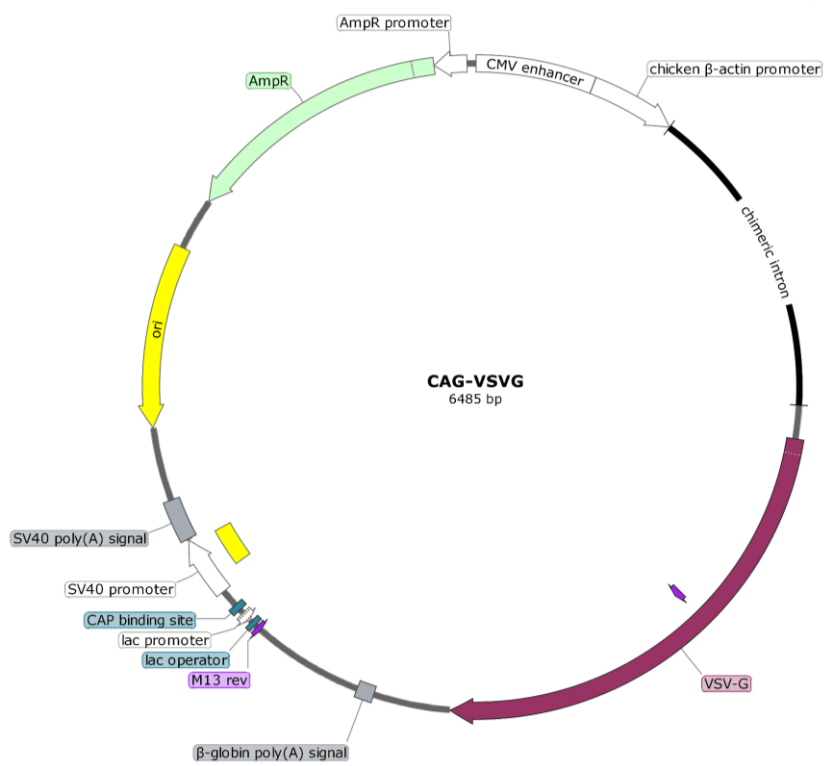 AmpR promoter
CMV enhancer
chicken β-actin promoter
AmpR
chimeric intron
ori
CAG-VSVG
6485 bp
SV40 poly(A) signal
SV40 promoter
CAP binding site
lac promoter
lac operator
M13 rev
VSV-G
β-globin poly(A) signal